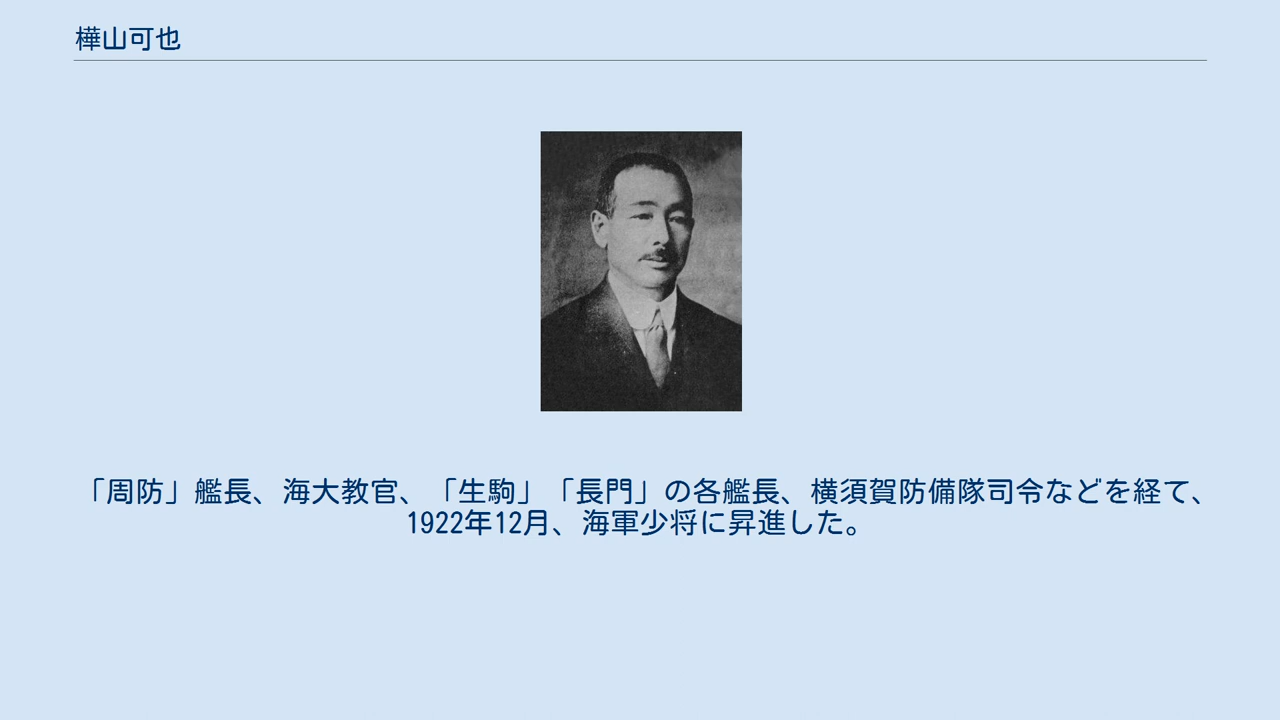 樺山可也
「周防」艦長、海大教官、「生駒」「長門」の各艦長、横須賀防備隊司令などを経て、
1922年12月、海軍少将に昇進した。